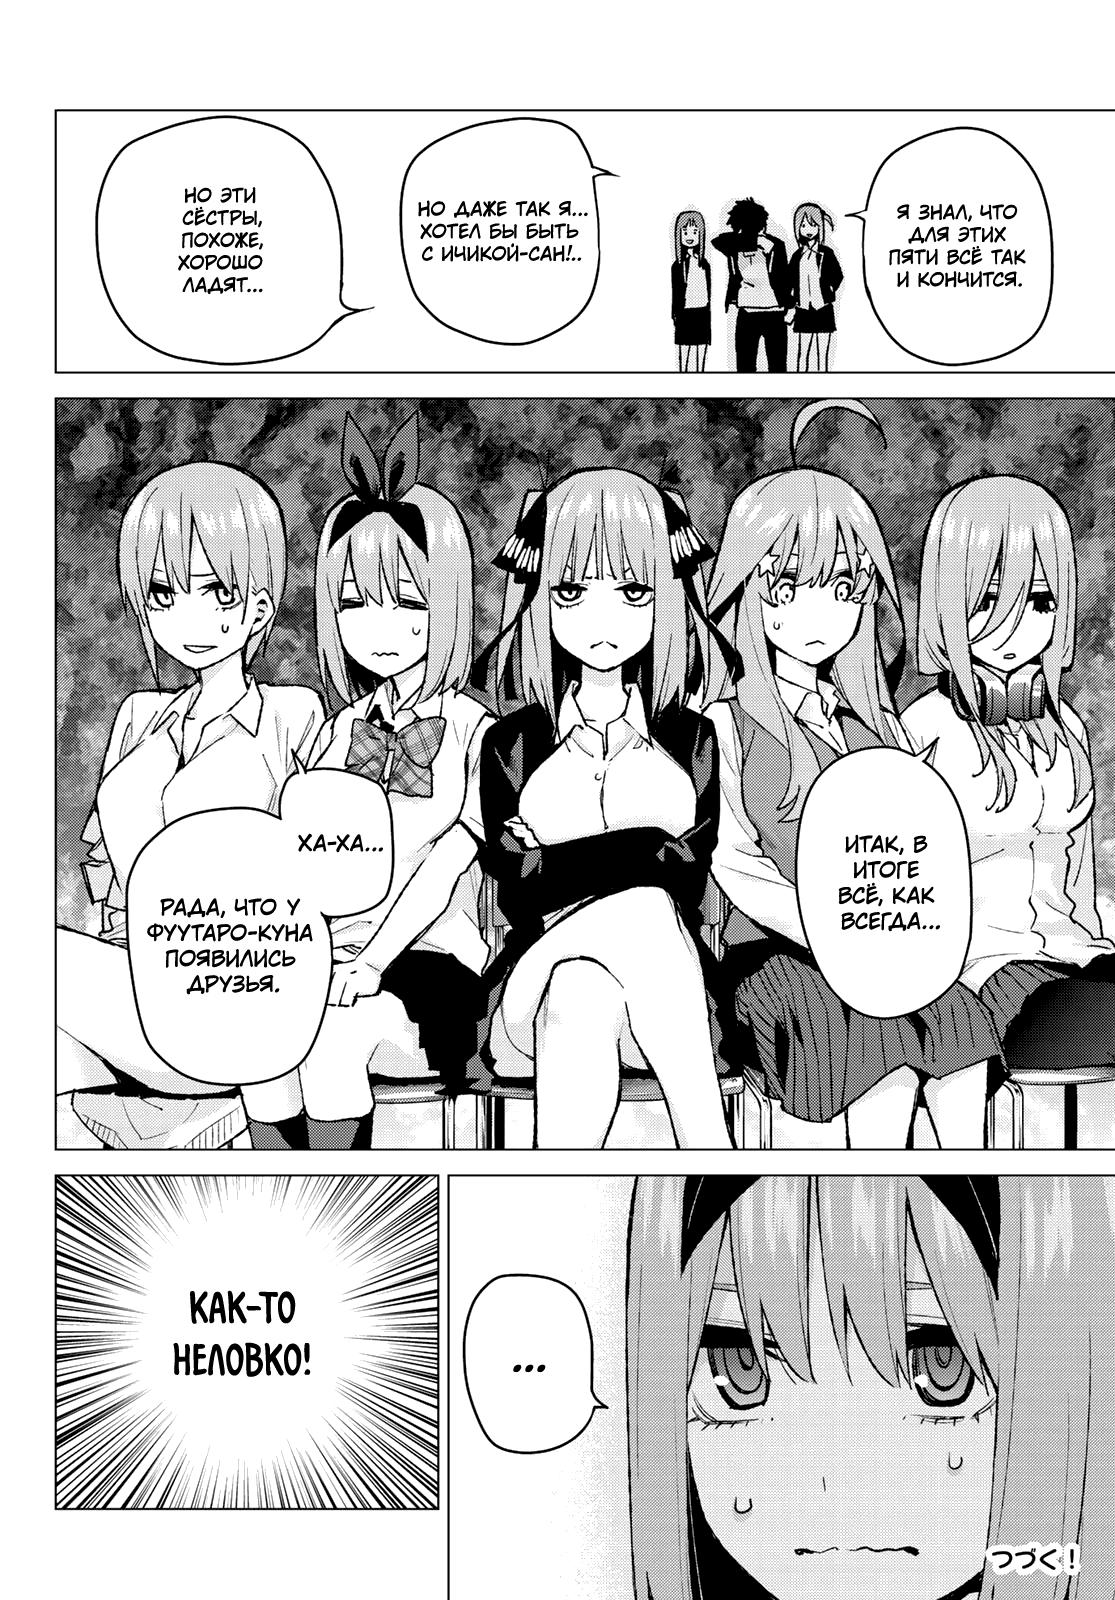 Я ЗНАЛ, ЧТО
ДЛЯ ЭТИХ
ПЯТИ ВСЁ ТАК
И КОНЧИТСЯ.
НО ДАЖЕ ТАК Я...
ХОТЕЛ БЫ БЫТЬ
С ИЧИКОЙ-САН!..
НО ЭТИ
СЁСТРЫ,
ПОХОЖЕ,
ХОРОШО
ЛАДЯТ...
ИТАК, В
ИТОГЕ
ВСЁ, КАК
ВСЕГДА...
ХА-ХА...
РАДА, ЧТО У
ФУУТАРО-КУНА
ПОЯВИЛИСЬ
ДРУЗЬЯ.
...
つづく！
КАК-ТО
НЕЛОВКО!